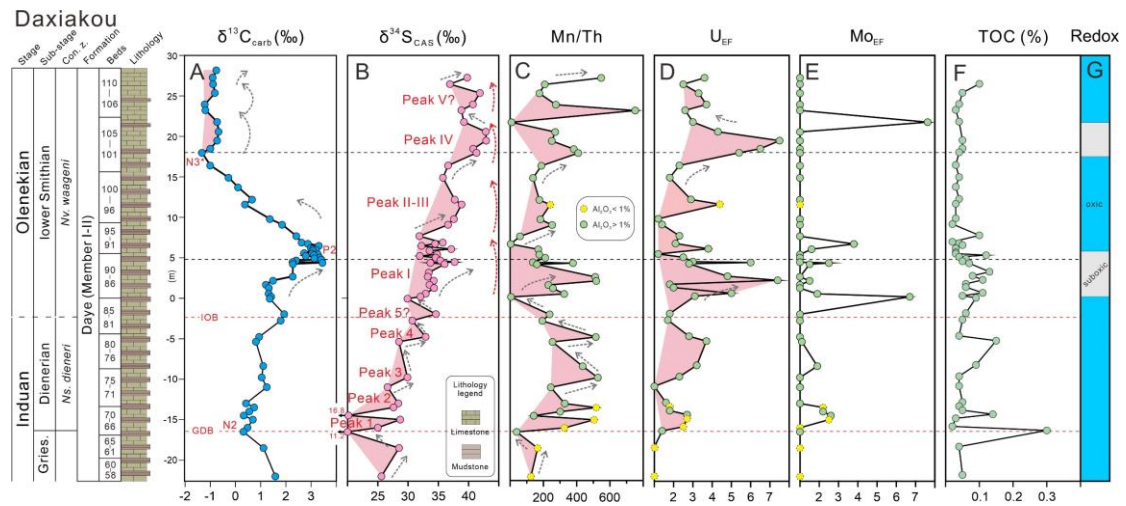 Daxiakou
Stage
Sub-stage
Con. z.
Formation
Beds
Lithology
δ13Ccarb (‰)
δ34SCAS (‰)
Mn/Th
UEF
MoEF
TOC (%)
Redox
A
B
C
D
E
F
G
Olenekian
Induan
lower Smithian
Dienerian
Gries.
Nv. waageni
Ns. dieneri
Daye (Member I-II)
110
106
105
101
100
96
95
91
90
86
85
81
80
76
75
71
70
66
65
61
60
58
30
25
20
15
10
5
(m)
0
-5
-10
-15
-20
N3*
P2
IOB
N2
GDB
Peak V?
Peak IV
Peak II-III
Peak I
Peak 5?
Peak 4
Peak 3
Peak 2
16.8
Peak 1
11.2
Lithology
legend
Limestone
Mudstone
Al2O3 < 1%
Al2O3 > 1%
oxic
suboxic
-2 -1 0 1 2 3 4
25 30 35 40 45
200 400 600 800
1 2 3 4 5 6 7
1 2 3 4 5 6 7
0.1 0.2 0.3